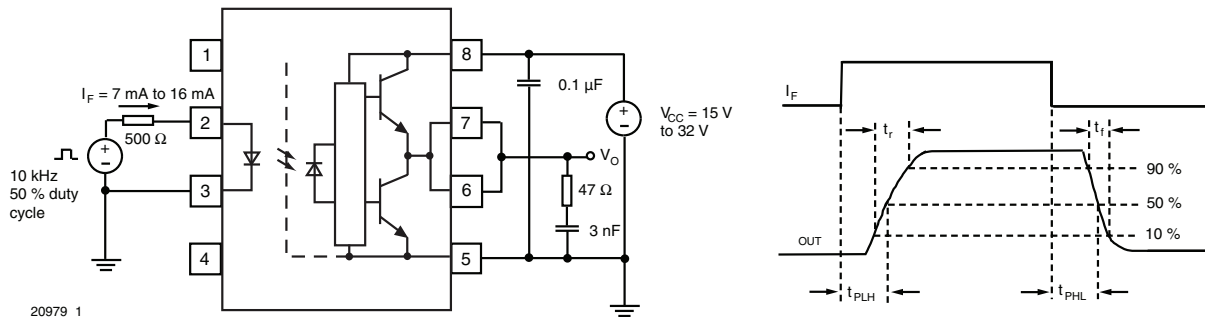 1
8
I_F = 7 mA to 16 mA
0.1 µF
+
–
V_CC = 15 V
to 32 V
2
500 Ω
7
V_O
+
–
10 kHz
50 % duty
cycle
3
6
47 Ω
3 nF
4
5
20979_1
I_F
t_r
t_f
90 %
50 %
10 %
OUT
t_PLH
t_PHL